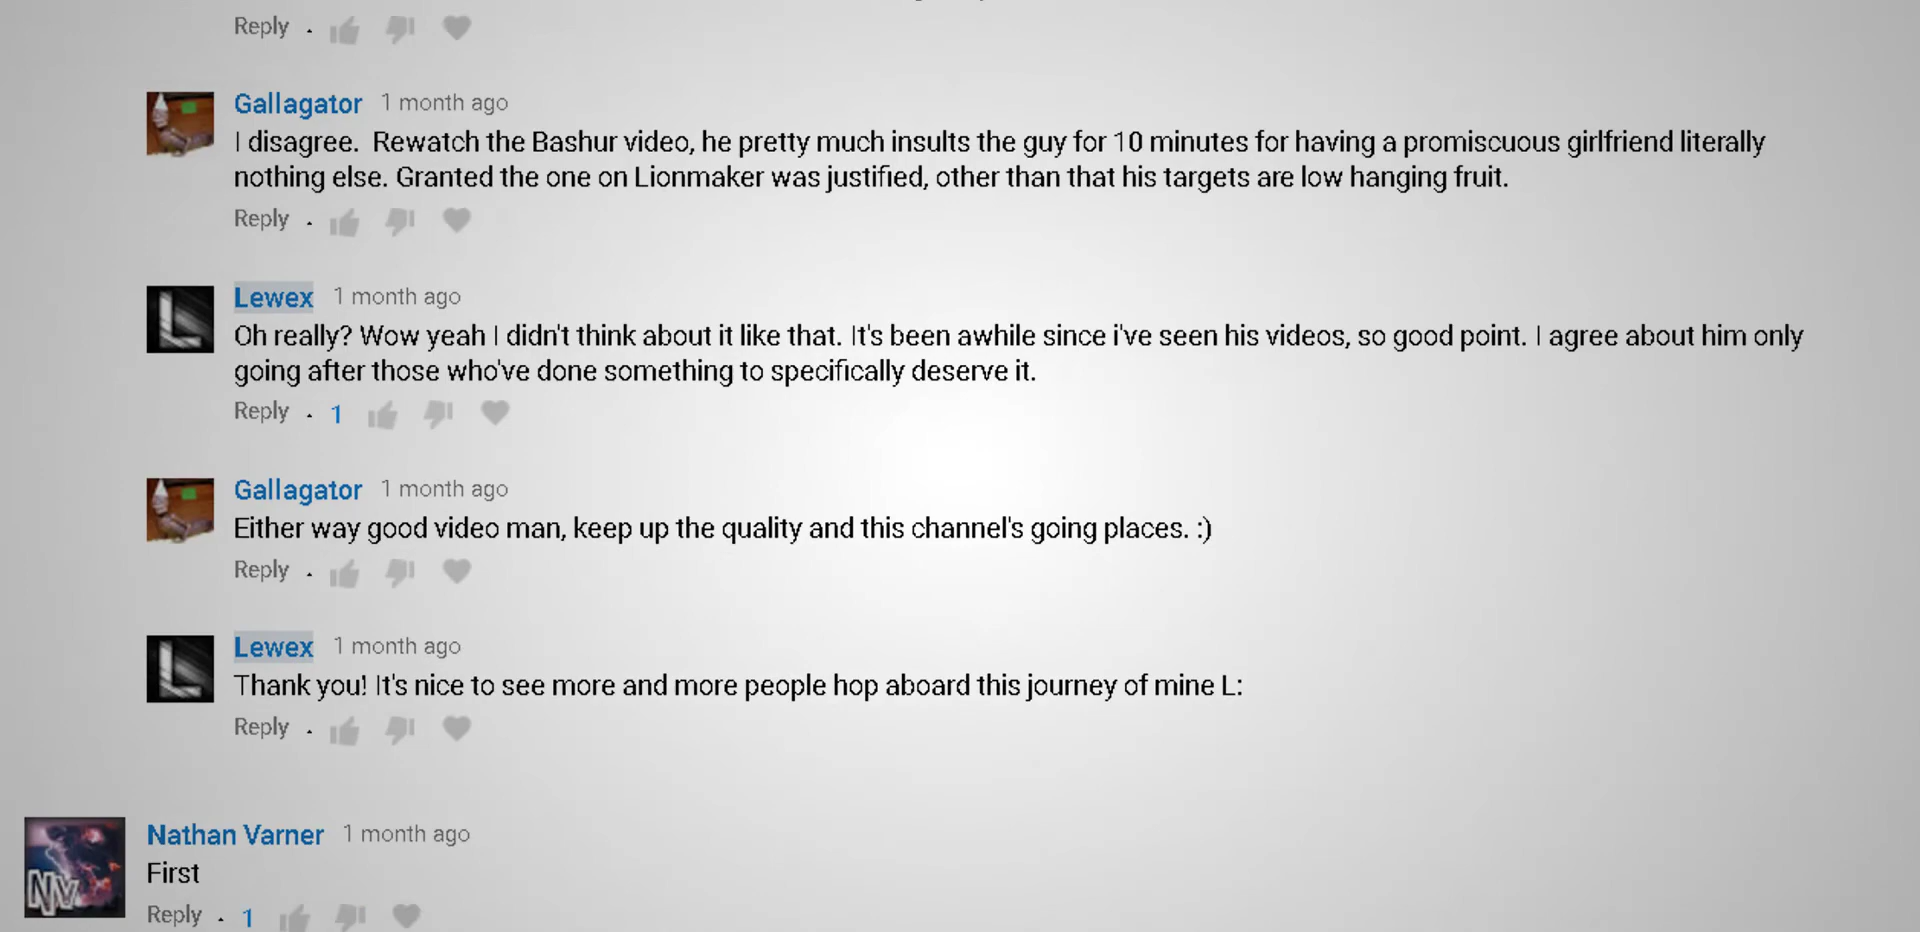 Reply .
Gallagator 1 month ago
I disagree.  Rewatch the Bashur video, he pretty much insults the guy for 10 minutes for having a promiscuous girlfriend literally
nothing else. Granted the one on Lionmaker was justified, other than that his targets are low hanging fruit.
Reply .
Lewex 1 month ago
Oh really? Wow yeah I didn't think about it like that. It's been awhile since i've seen his videos, so good point. I agree about him only
going after those who've done something to specifically deserve it.
Reply . 1
Gallagator 1 month ago
Either way good video man, keep up the quality and this channel's going places. :)
Reply .
Lewex 1 month ago
Thank you! It's nice to see more and more people hop aboard this journey of mine L:
Reply .
Nathan Varner 1 month ago
First
NV
Reply . 1